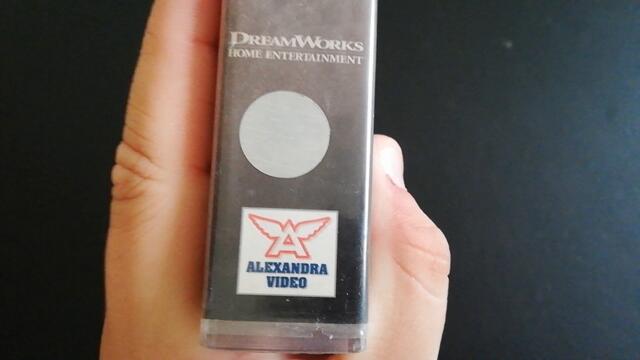 DREAMWORKS
HOME ENTERTAINMENT
A
ALEXANDRA
VIDEO